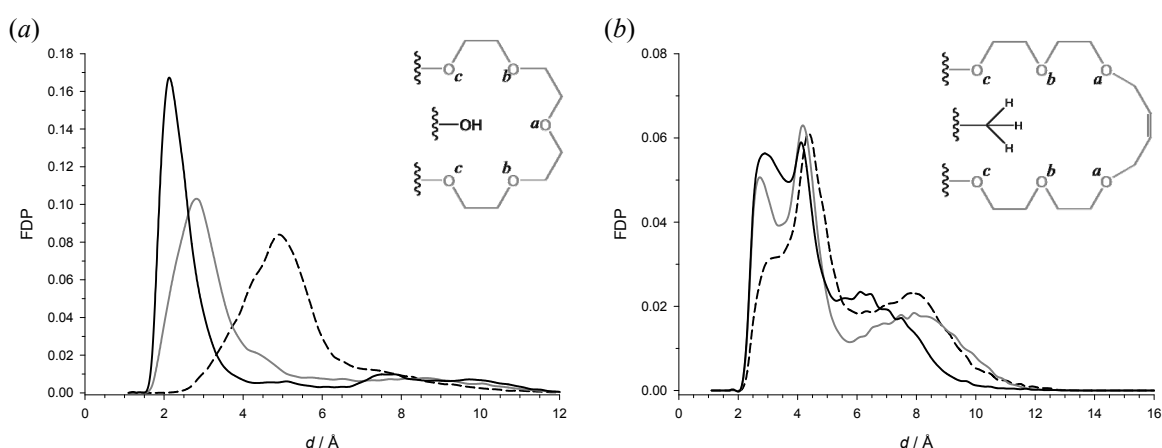 (a)
FDP
0.18
0.16
0.14
0.12
0.10
0.08
0.06
0.04
0.02
0.00
0 2 4 6 8 10 12
d / Å
O c O b
a O
OH
O c O b
(b)
FDP
0.08
0.06
0.04
0.02
0.00
0 2 4 6 8 10 12 14 16
d / Å
O c O b O a
H
H
H
O c O b O a